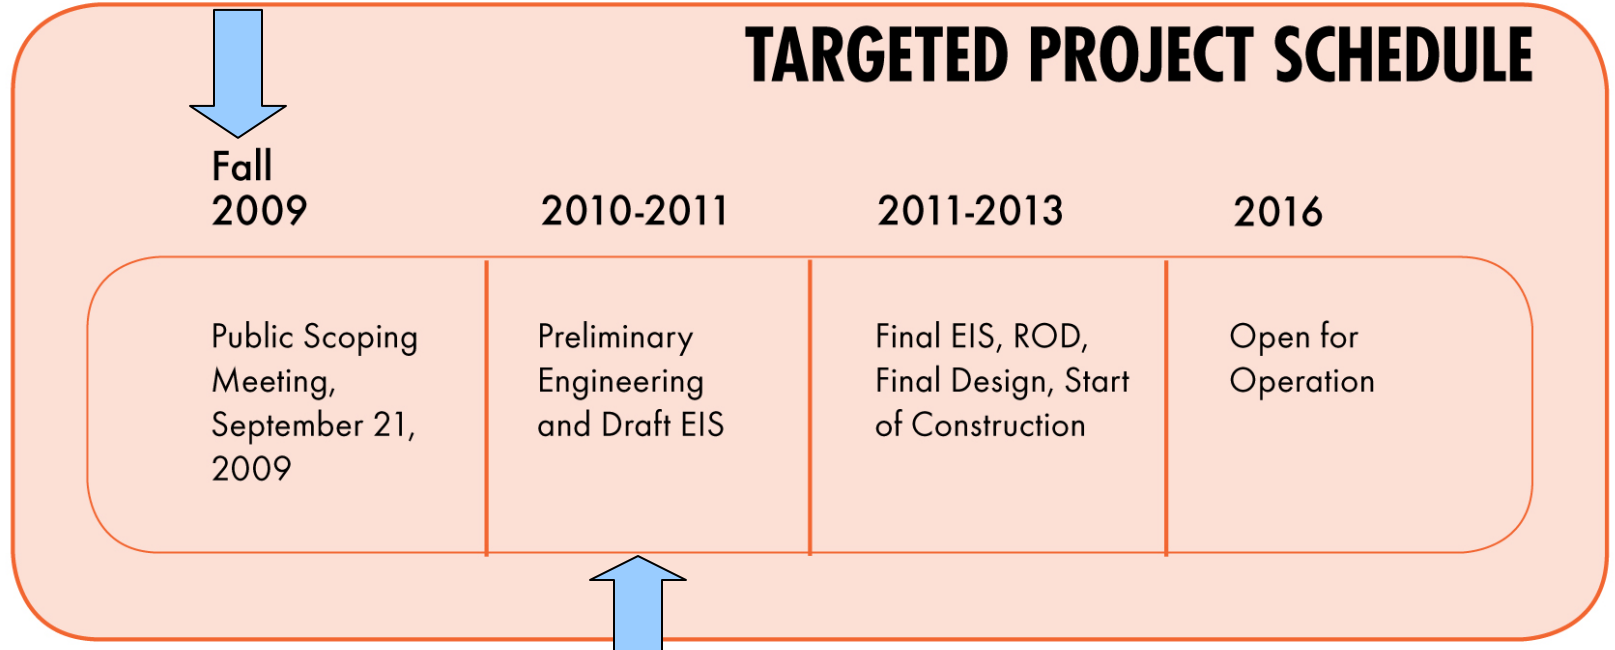 TARGETED PROJECT SCHEDULE
Fall
2009
2010-2011
2011-2013
2016
Public Scoping
Meeting,
September 21,
2009
Preliminary
Engineering
and Draft EIS
Final EIS, ROD,
Final Design, Start
of Construction
Open for
Operation